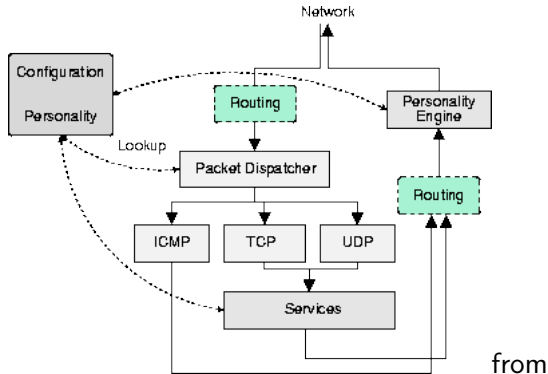 Network
Configuration
Personality
Routing
Personality
Engine
Lookup
Packet Dispatcher
Routing
ICMP
TCP
UDP
Services
from